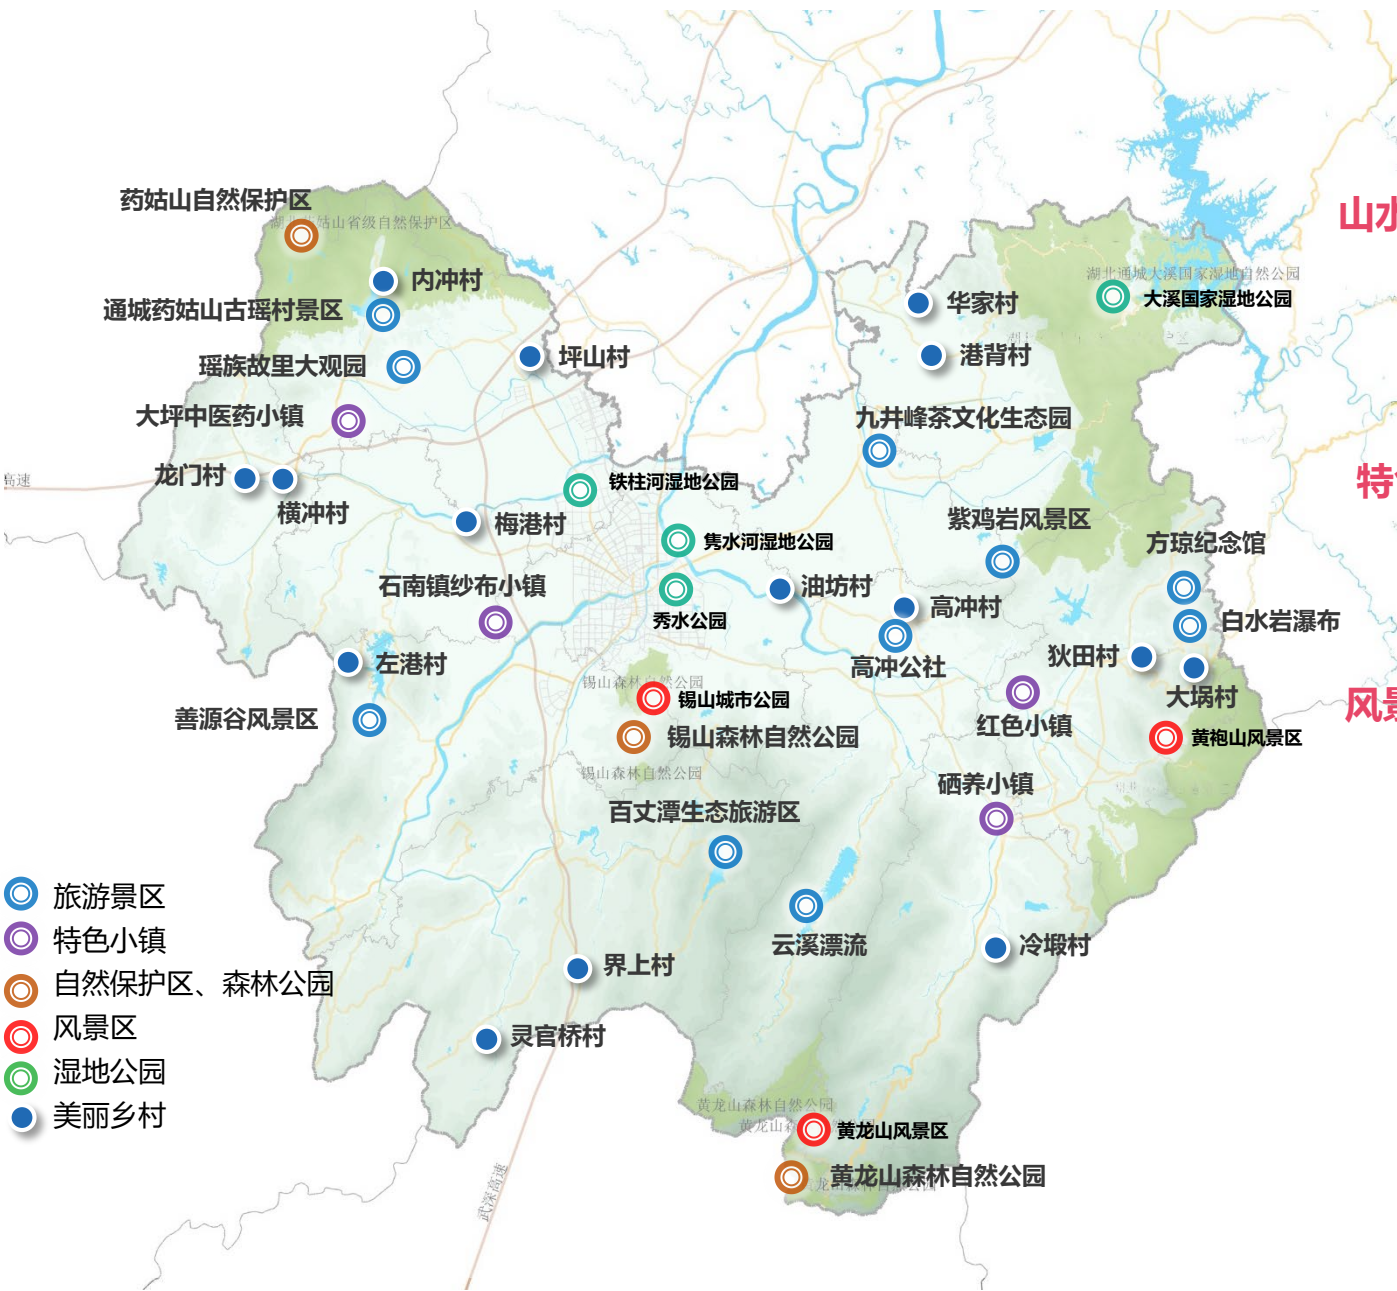 药姑山自然保护区
湖北药姑山省级自然保护区
内冲村
通城药姑山古瑶村景区
瑶族故里大观园
坪山村
大坪中医药小镇
龙门村
横冲村
高速
梅港村
铁柱河湿地公园
隽水河湿地公园
秀水公园
石南镇纱布小镇
左港村
善源谷风景区
锡山森林自然公园
锡山城市公园
锡山森林自然公园
锡山森林自然公园
百丈潭生态旅游区
云溪漂流
界上村
灵官桥村
华家村
港背村
湖北通城大溪国家湿地自然公园
大溪国家湿地公园
九井峰茶文化生态园
紫鸡岩风景区
方琼纪念馆
白水岩瀑布
油坊村
高冲村
高冲公社
狄田村
大埚村
红色小镇
黄袍山风景区
硒养小镇
冷塅村
黄龙山森林自然公园
黄龙山风景区
黄龙山森林自然公园
武深高速
山水
特
风景
旅游景区
特色小镇
自然保护区、森林公园
风景区
湿地公园
美丽乡村